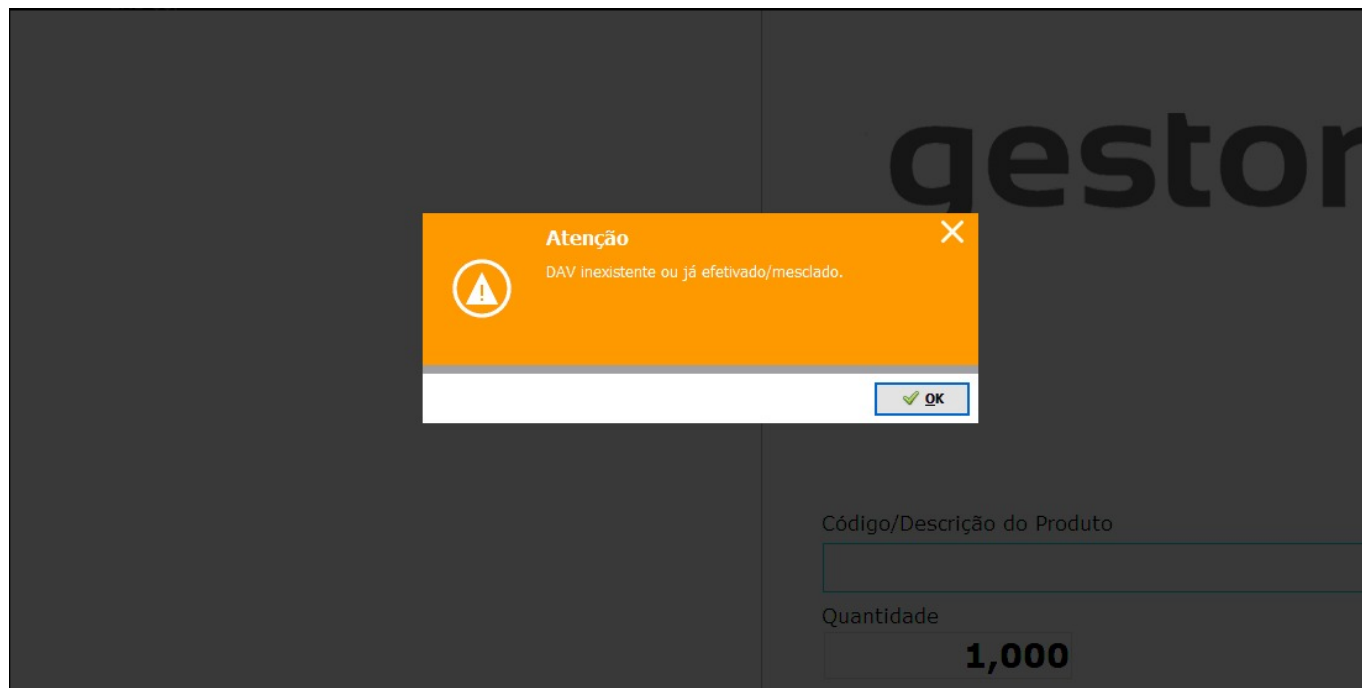 gestor
Atenção
DAV inexistente ou já efetivado/mesclado.
OK
Código/Descrição do Produto
Quantidade
1,000